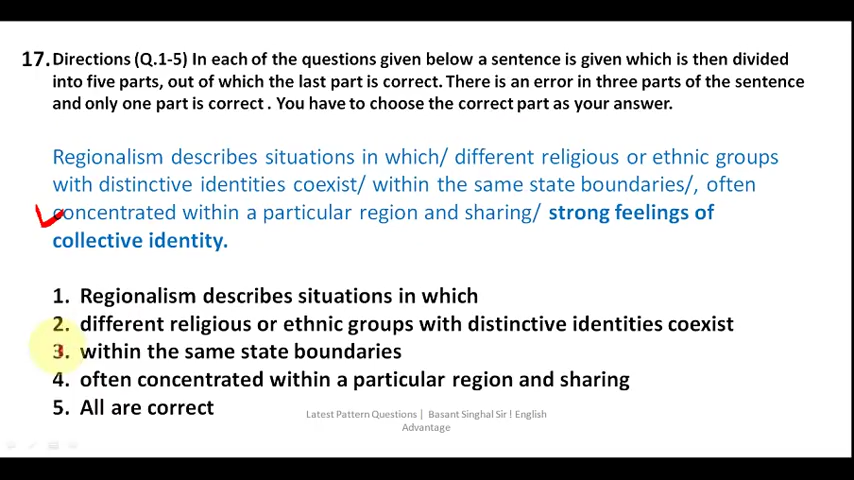 17. Directions (Q.1-5) In each of the questions given below a sentence is given which is then divided
into five parts, out of which the last part is correct. There is an error in three parts of the sentence
and only one part is correct . You have to choose the correct part as your answer.
Regionalism describes situations in which/ different religious or ethnic groups
with distinctive identities coexist/ within the same state boundaries/, often
concentrated within a particular region and sharing/ strong feelings of
collective identity.
1. Regionalism describes situations in which
2. different religious or ethnic groups with distinctive identities coexist
3. within the same state boundaries
4. often concentrated within a particular region and sharing
5. All are correct
Latest Pattern Questions | Basant Singhal Sir ! English
Advantage